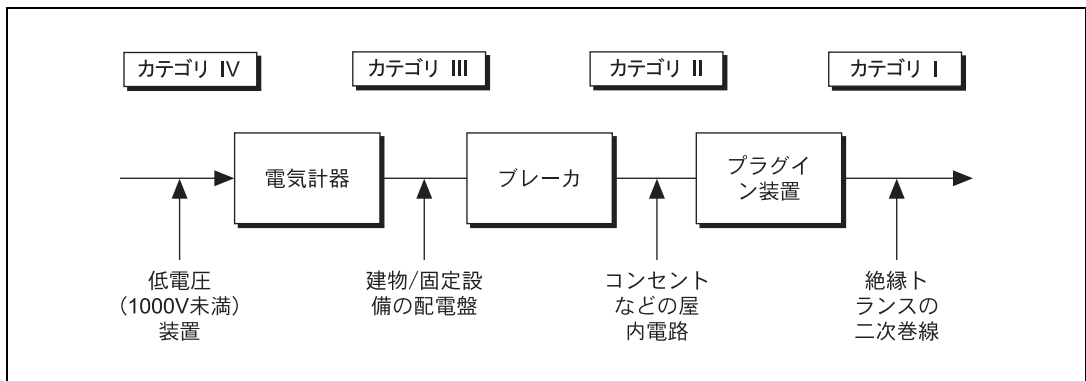 カテゴリ IV
カテゴリ III
カテゴリ II
カテゴリ I
電気計器
ブレーカ
プラグイ
ン装置
低電圧
（1000V未満）
装置
建物/固定設
備の配電盤
コンセント
などの屋
内電路
絶縁ト
ランスの
二次巻線